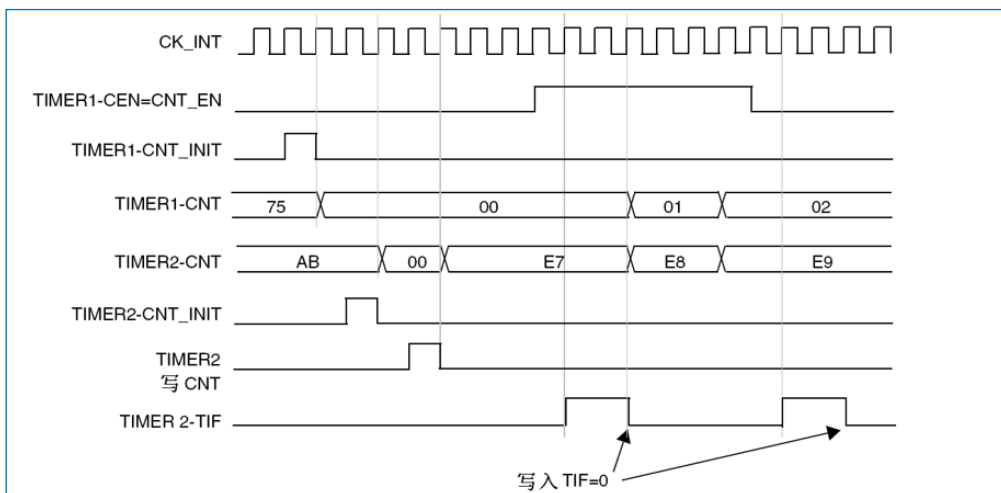 CK_INT
TIMER1-CEN=CNT_EN
TIMER1-CNT_INIT
TIMER1-CNT 75 00 01 02
TIMER2-CNT AB 00 E7 E8 E9
TIMER2-CNT_INIT
TIMER2
写 CNT
TIMER 2-TIF
写入 TIF=0